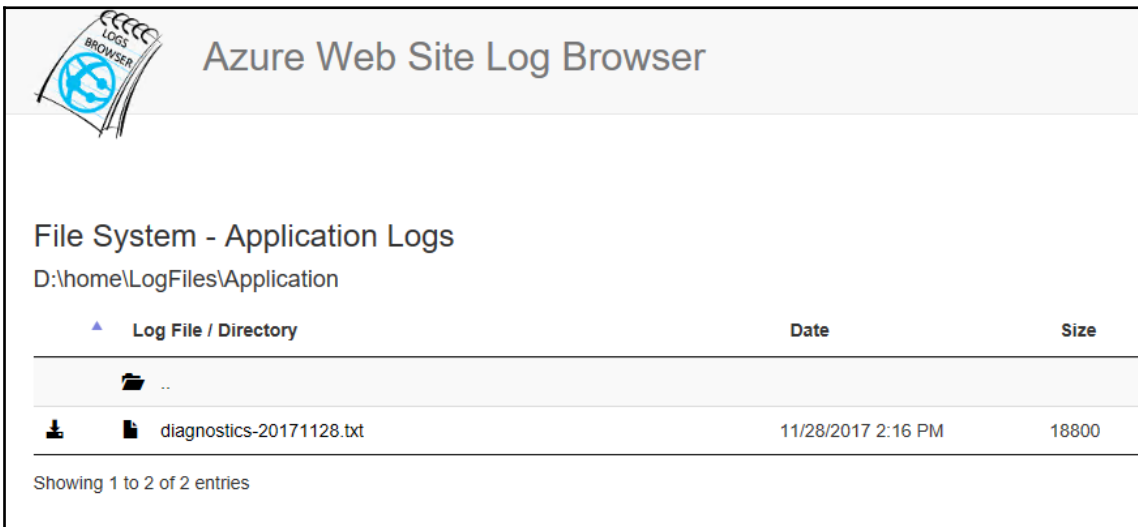 LOGS
BROWSER
Azure Web Site Log Browser
File System - Application Logs
D:\home\LogFiles\Application
Log File / Directory Date Size
..
diagnostics-20171128.txt 11/28/2017 2:16 PM 18800
Showing 1 to 2 of 2 entries